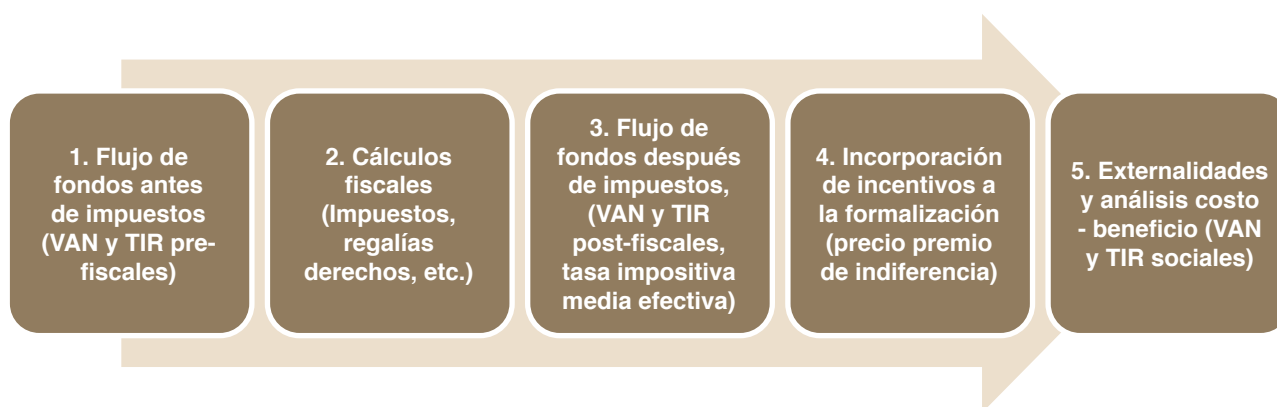 1. Flujo de
fondos antes
de impuestos
(VAN y TIR pre-
fiscales)
2. Cálculos
fiscales
(Impuestos,
regalías
derechos, etc.)
3. Flujo de
fondos después
de impuestos,
(VAN y TIR
post-fiscales,
tasa impositiva
media efectiva)
4. Incorporación
de incentivos a
la formalización
(precio premio
de indiferencia)
5. Externalidades
y análisis costo
- beneficio (VAN
y TIR sociales)